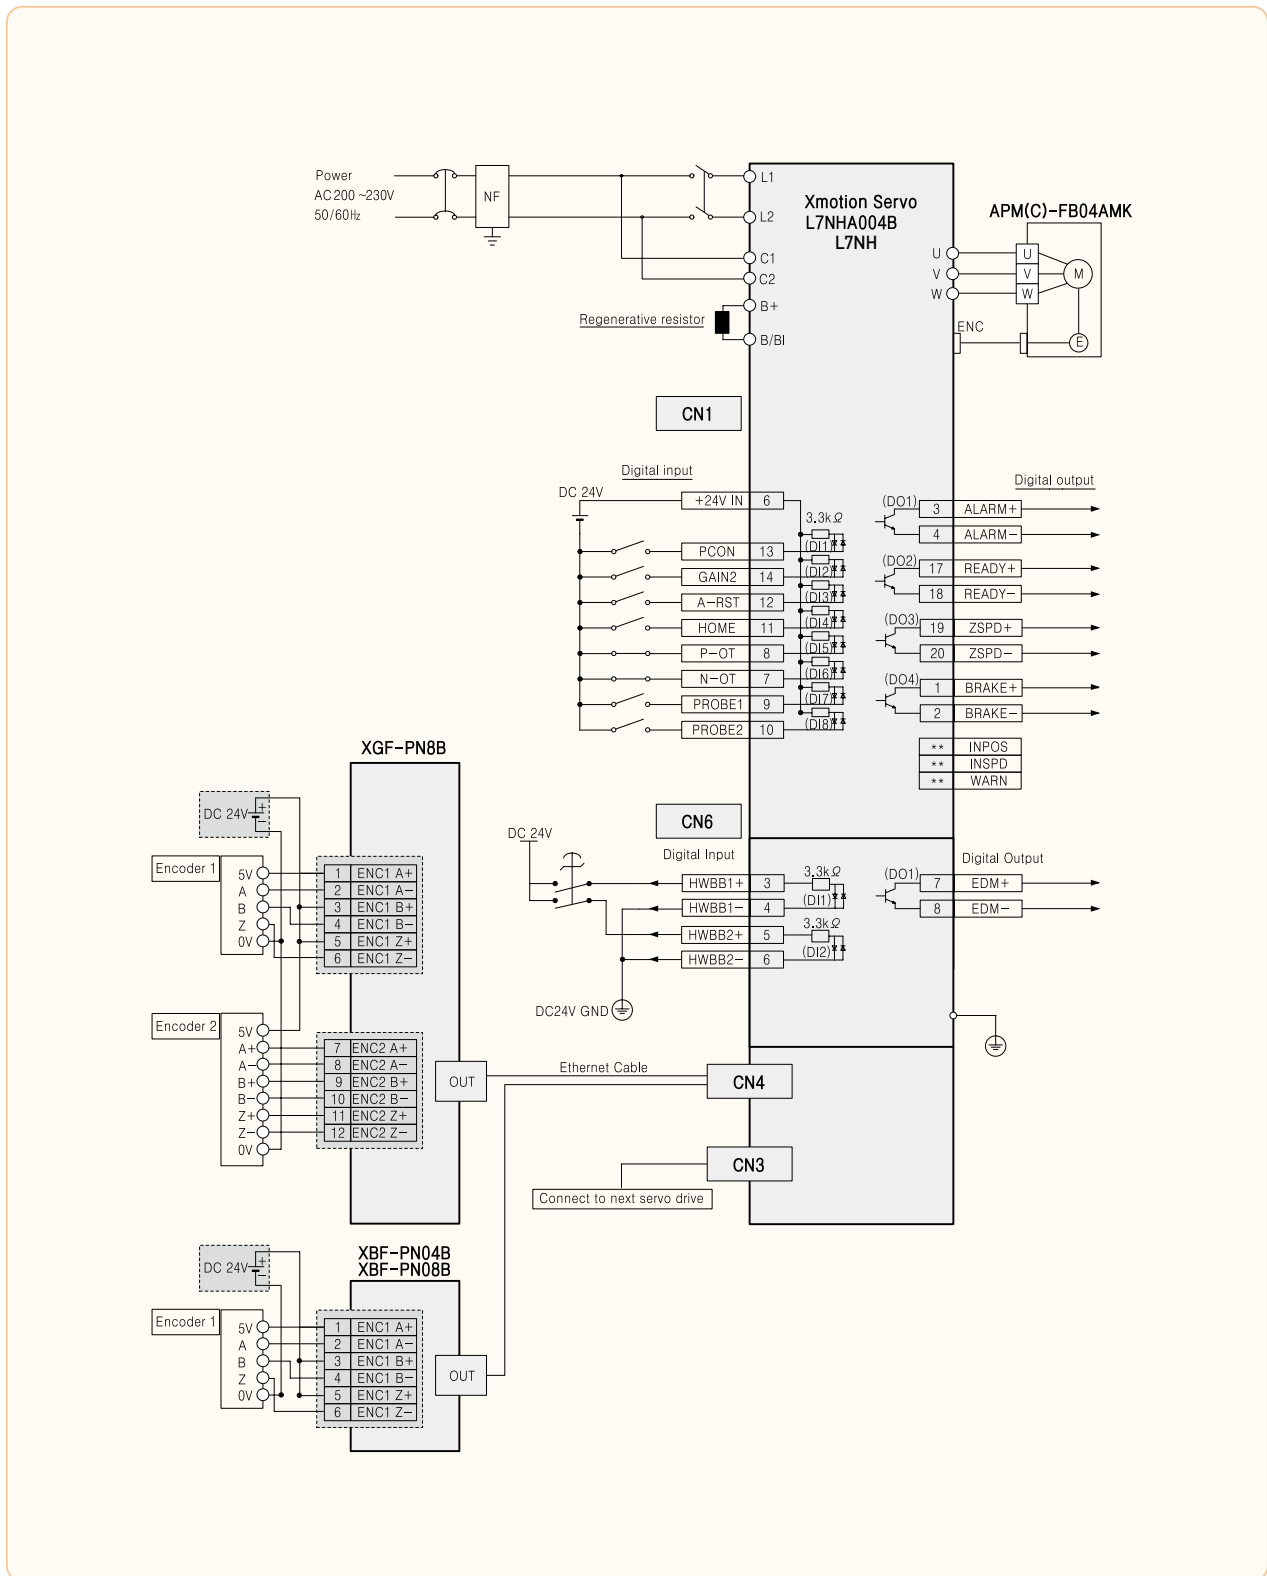 Power
AC 200 ~230V
50/60Hz
NF
L1
L2
C1
C2
B+
B/BI
Regenerative resistor
Xmotion Servo
L7NHA004B
L7NH
U
V
W
ENC
APM(C)-FB04AMK
U
V
W
M
E
CN1
Digital input
DC 24V
+24V IN 6
PCON 13
GAIN2 14
A-RST 12
HOME 11
P-OT 8
N-OT 7
PROBE1 9
PROBE2 10
3.3kΩ
(DI1)
(DI2)
(DI3)
(DI4)
(DI5)
(DI6)
(DI7)
(DI8)
Digital output
(DO1)
3 ALARM+
4 ALARM-
(DO2)
17 READY+
18 READY-
(DO3)
19 ZSPD+
20 ZSPD-
(DO4)
1 BRAKE+
2 BRAKE-
** INPOS
** INSPD
** WARN
CN6
DC 24V
Digital Input
HWBB1+ 3
HWBB1- 4
HWBB2+ 5
HWBB2- 6
3.3kΩ
(DI1)
3.3kΩ
(DI2)
DC24V GND
Digital Output
(DO1)
7 EDM+
8 EDM-
XGF-PN8B
DC 24V
+
-
Encoder 1
5V
A
B
Z
0V
1 ENC1 A+
2 ENC1 A-
3 ENC1 B+
4 ENC1 B-
5 ENC1 Z+
6 ENC1 Z-
Encoder 2
5V
A+
A-
B+
B-
Z+
Z-
0V
7 ENC2 A+
8 ENC2 A-
9 ENC2 B+
10 ENC2 B-
11 ENC2 Z+
12 ENC2 Z-
OUT
Ethernet Cable
CN4
CN3
Connect to next servo drive
XBF-PN04B
XBF-PN08B
DC 24V
+
-
Encoder 1
5V
A
B
Z
0V
1 ENC1 A+
2 ENC1 A-
3 ENC1 B+
4 ENC1 B-
5 ENC1 Z+
6 ENC1 Z-
OUT